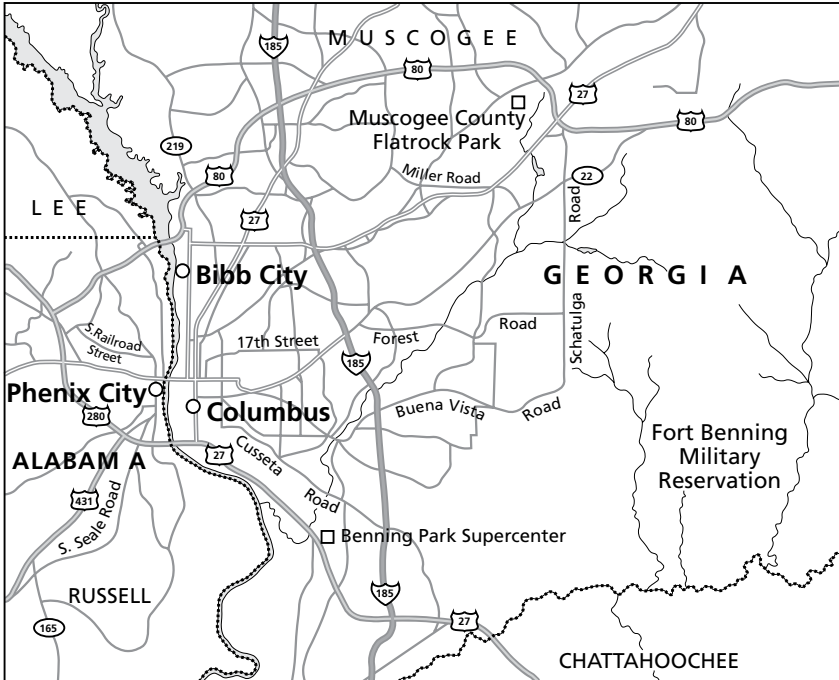 MUSCOGEE
185
80
27
Muscogee County
Flatrock Park
80
219
Miller Road
22
80
LEE
Road
27
Bibb City
GEORGIA
S. Railroad
Street
17th Street
Forest
Road
Schatulga
185
Phenix City
280
Columbus
Buena Vista
Road
ALABAMA
27
Cusseta
Road
Fort Benning
Military
Reservation
431
S. Seale Road
Benning Park Supercenter
RUSSELL
185
165
27
CHATTAHOOCHEE